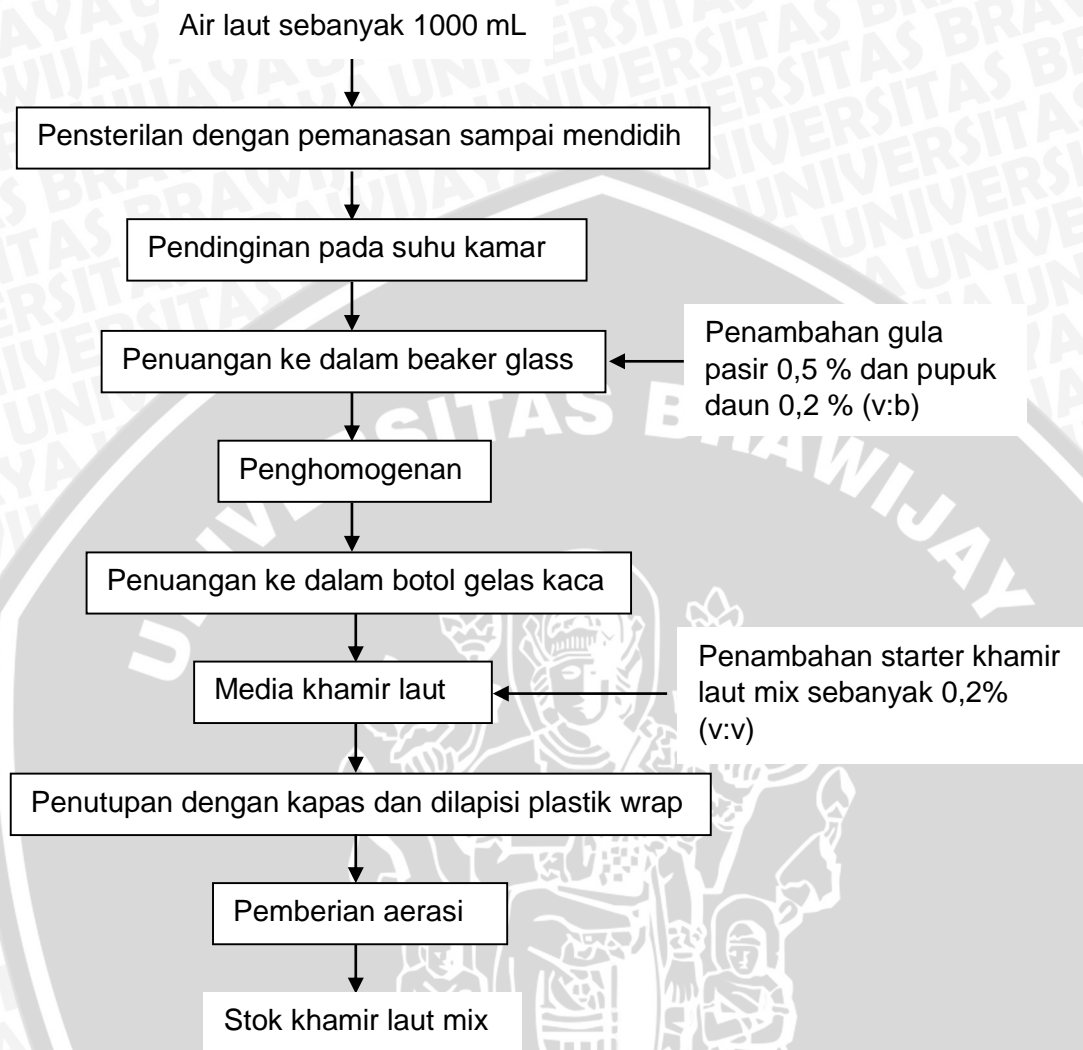 Air laut sebanyak 1000 mL
Pensterilan dengan pemanasan sampai mendidih
Pendinginan pada suhu kamar
Penuangan ke dalam beaker glass
Penambahan gula
pasir 0,5 % dan pupuk
daun 0,2 % (v:b)
Penghomogenan
Penuangan ke dalam botol gelas kaca
Media khamir laut
Penambahan starter khamir
laut mix sebanyak 0,2%
(v:v)
Penutupan dengan kapas dan dilapisi plastik wrap
Pemberian aerasi
Stok khamir laut mix
UNIVERSITAS BRAWIJAY